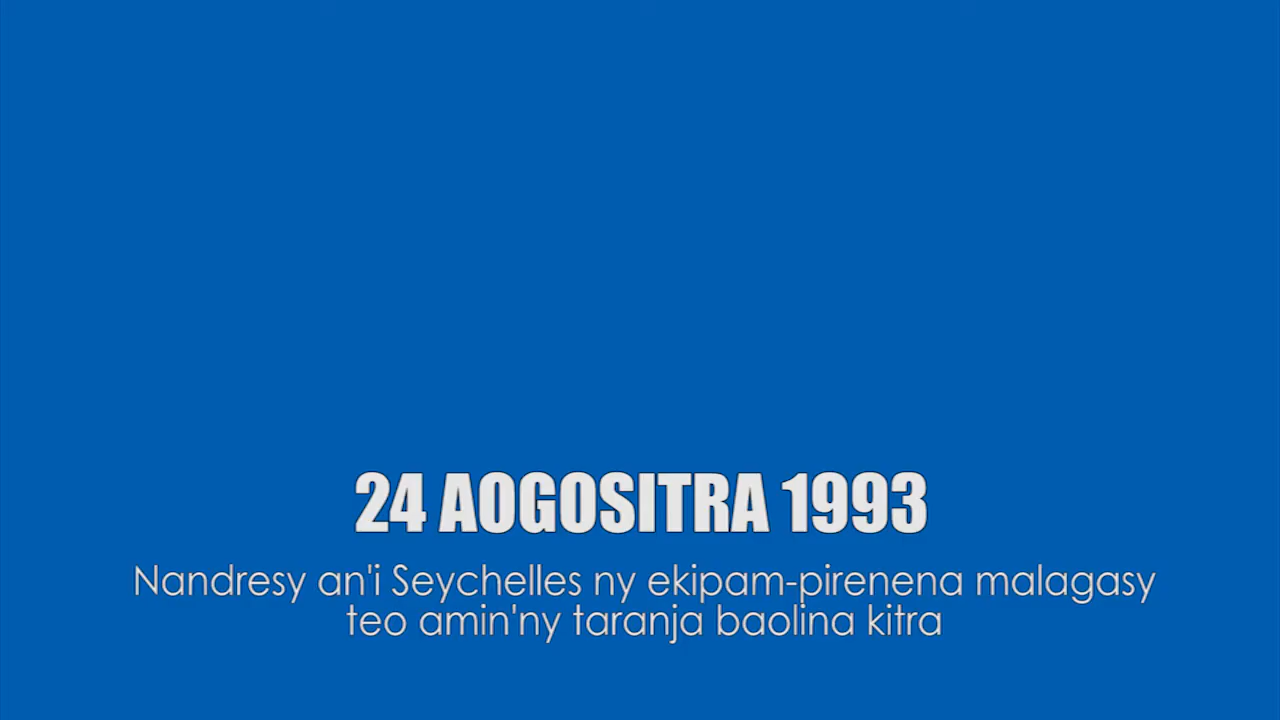 24 AOGOSITRA 1993
Nandresy an'i Seychelles ny ekipam-pirenena malagasy
teo amin'ny taranja baolina kitra